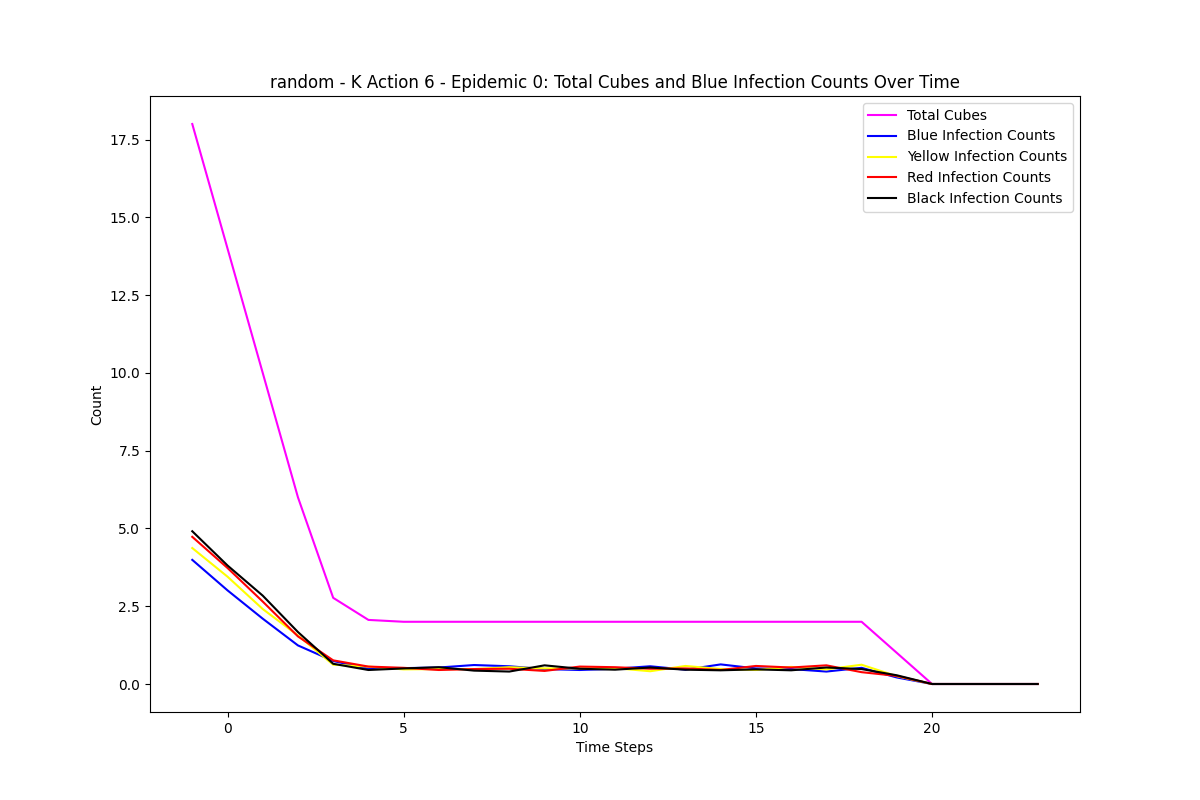 random - K Action 6 - Epidemic 0: Total Cubes and Blue Infection Counts Over Time
Total Cubes
Blue Infection Counts
Yellow Infection Counts
Red Infection Counts
Black Infection Counts
17.5
15.0
12.5
10.0
7.5
5.0
2.5
0.0
Count
0 5 10 15 20
Time Steps